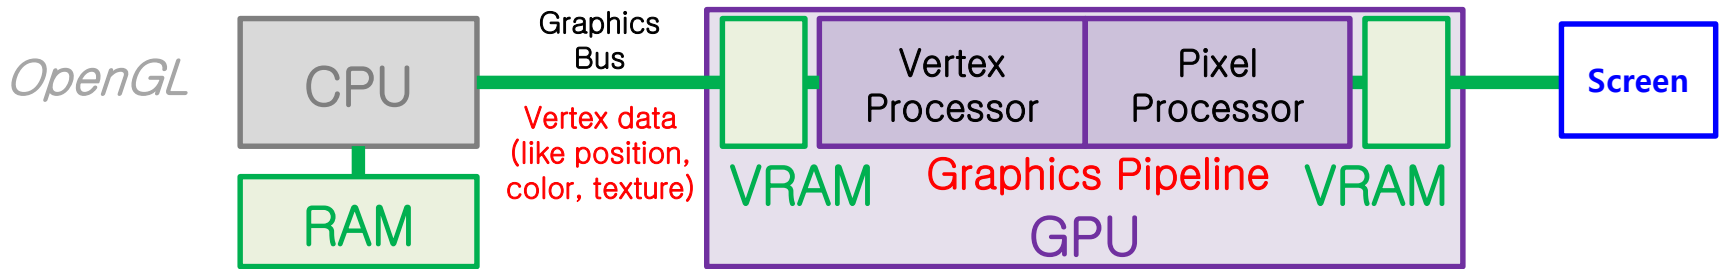 OpenGL
CPU
RAM
Graphics
Bus
Vertex data
(like position,
color, texture)
VRAM
Vertex
Processor
Pixel
Processor
Graphics Pipeline
VRAM
GPU
Screen